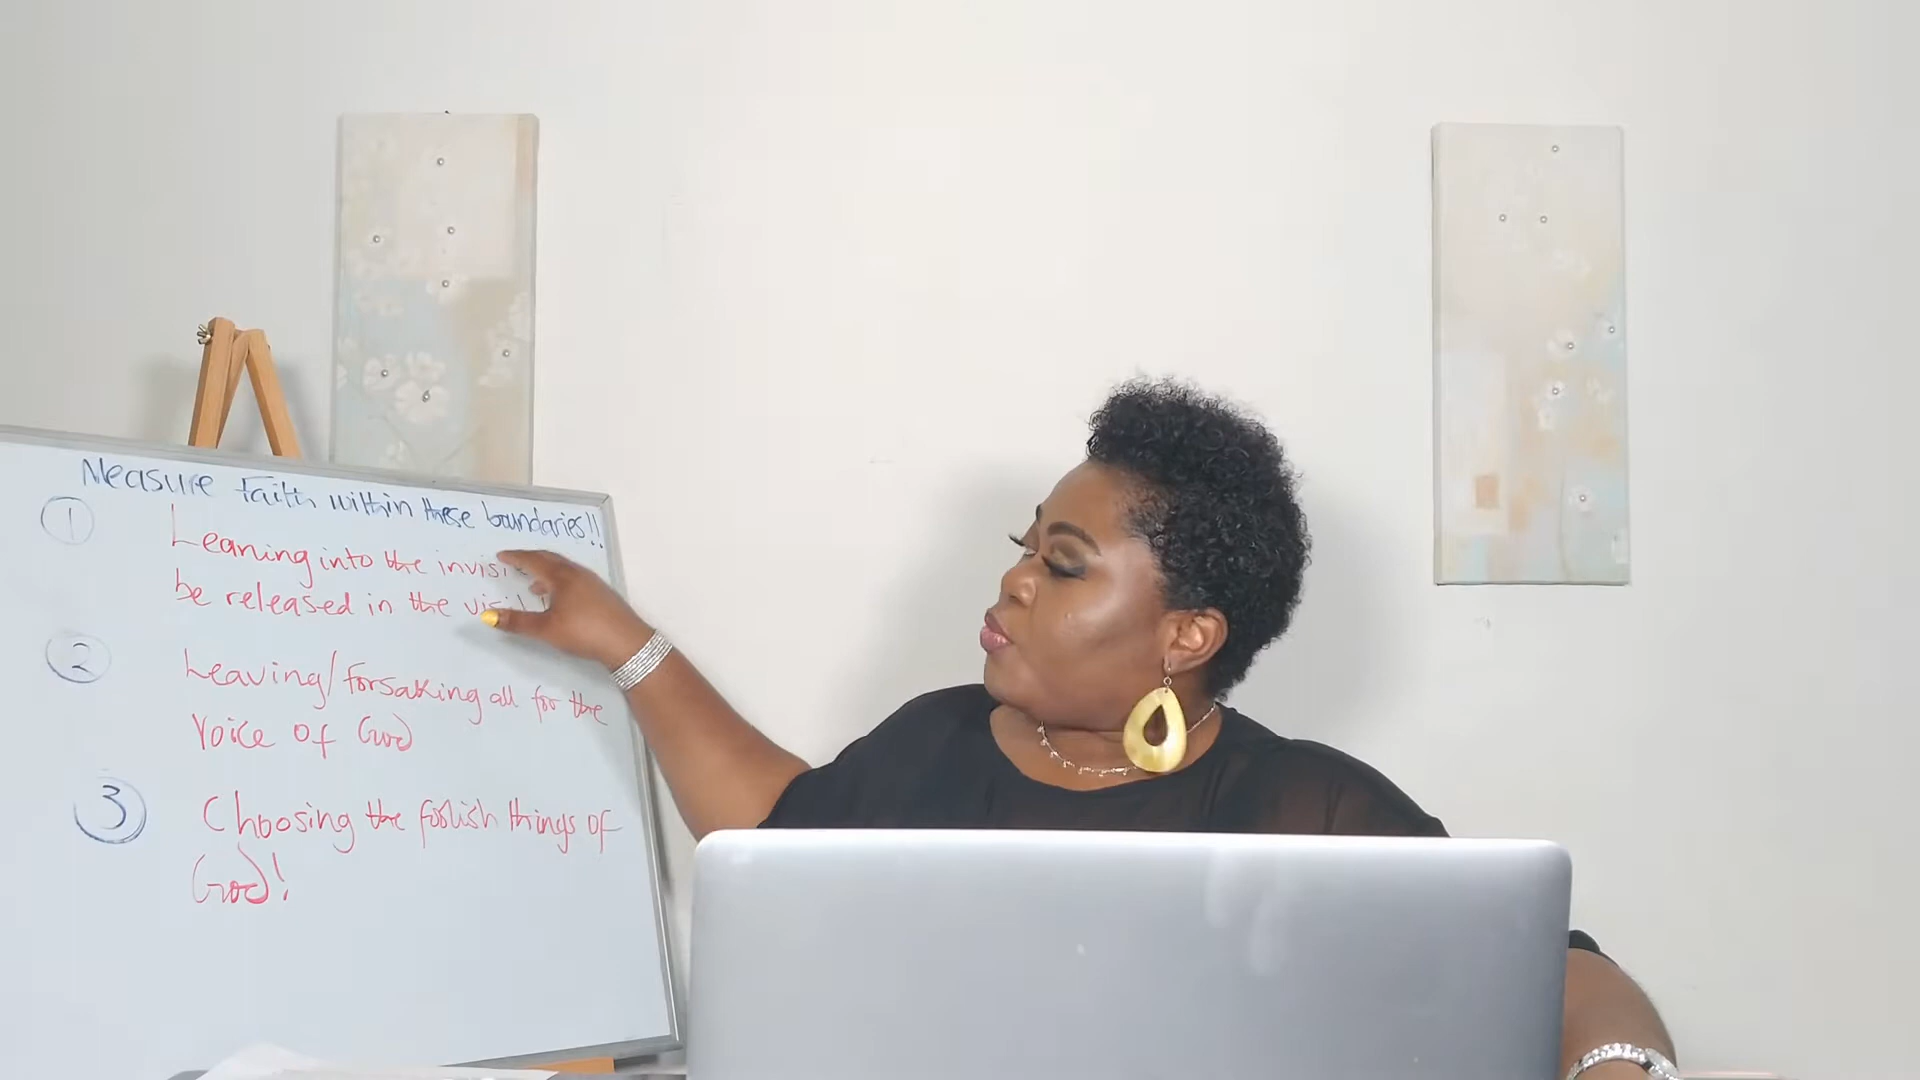 Measure Faith within these boundaries!!
1 Leaning into the
be released in the
2 Leaving/forsaking all for the
Voice of God
3 Choosing the foolish things of
God!